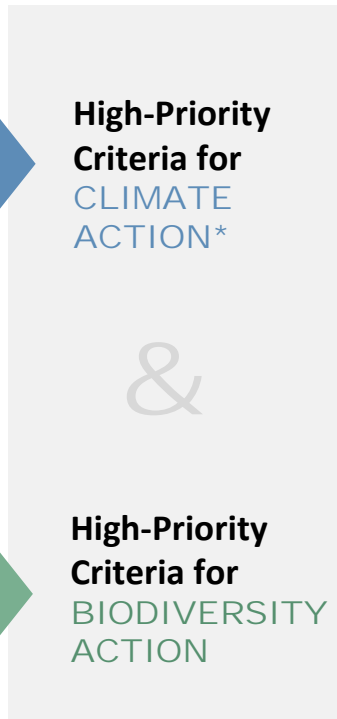 High-Priority
Criteria for
CLIMATE
ACTION*
&
High-Priority
Criteria for
BIODIVERSITY
ACTION